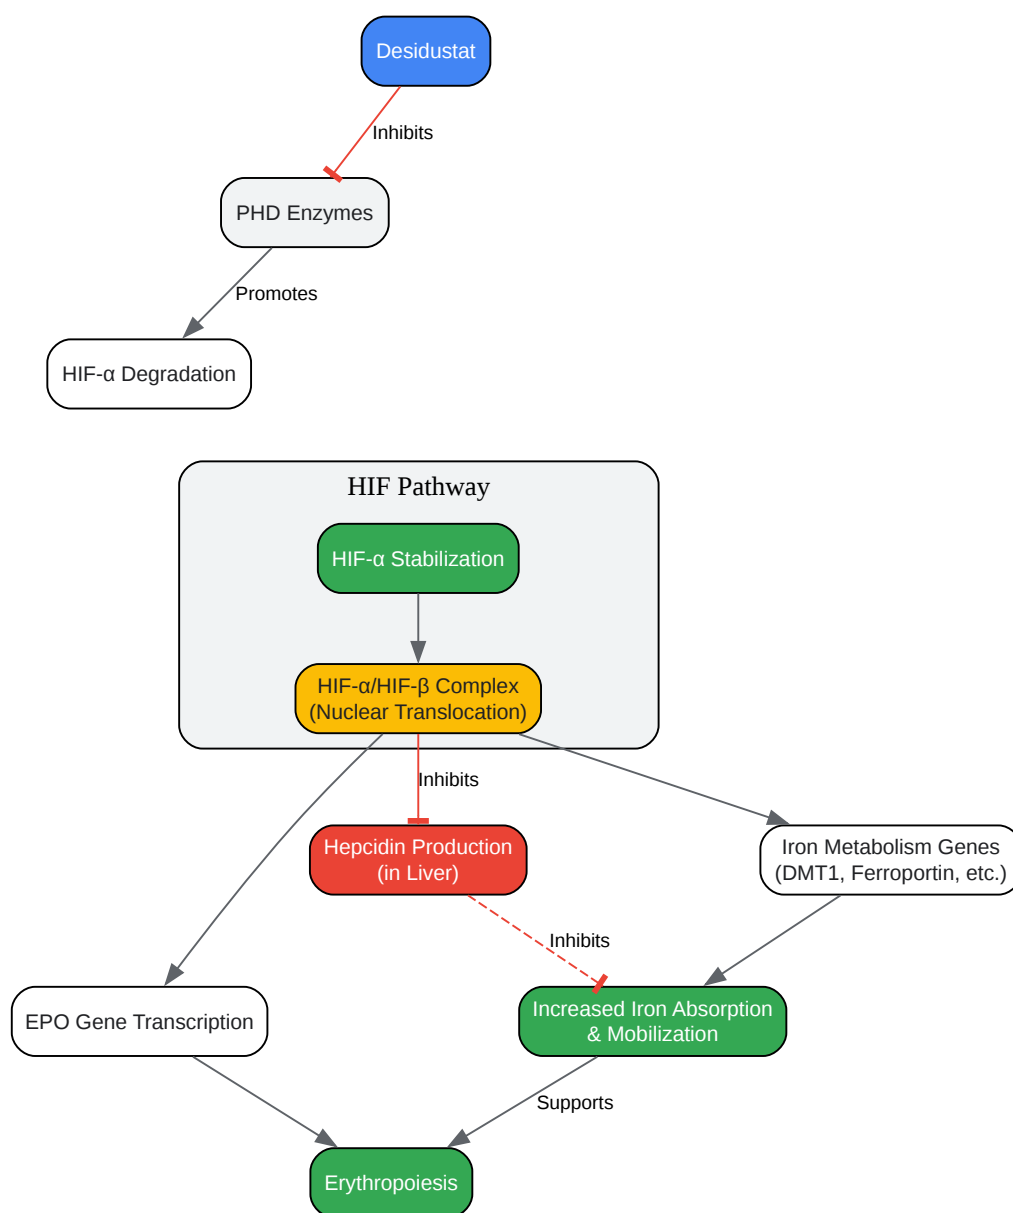 Desidustat
Inhibits
PHD Enzymes
Promotes
HIF-α Degradation
HIF Pathway
HIF-α Stabilization
HIF-α/HIF-β Complex
(Nuclear Translocation)
Inhibits
Hepcidin Production
(in Liver)
Iron Metabolism Genes
(DMT1, Ferroportin, etc.)
Inhibits
EPO Gene Transcription
Increased Iron Absorption
& Mobilization
Supports
Erythropoiesis